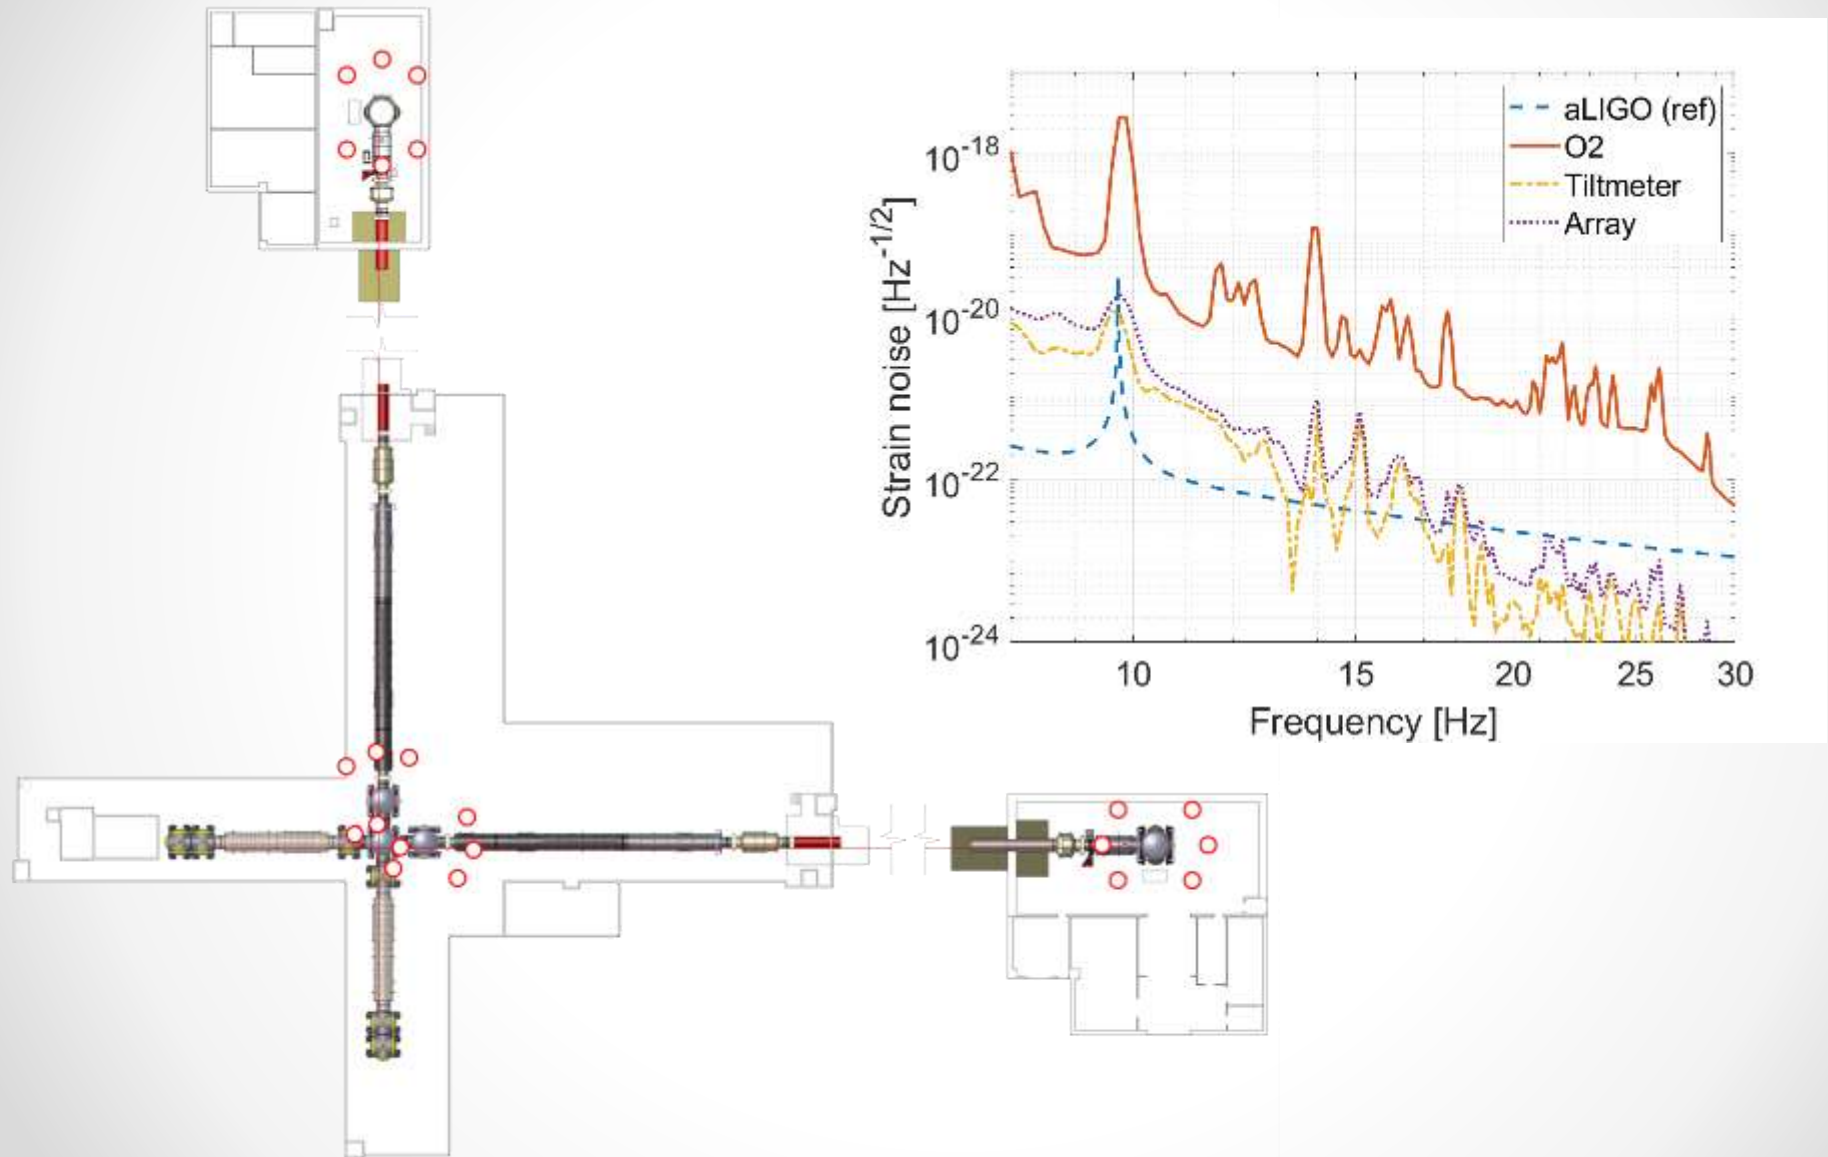 aLIGO (ref)
O2
Tiltmeter
Array
Strain noise [Hz^-1/2]
10^-18
10^-20
10^-22
10^-24
10 15 20 25 30
Frequency [Hz]